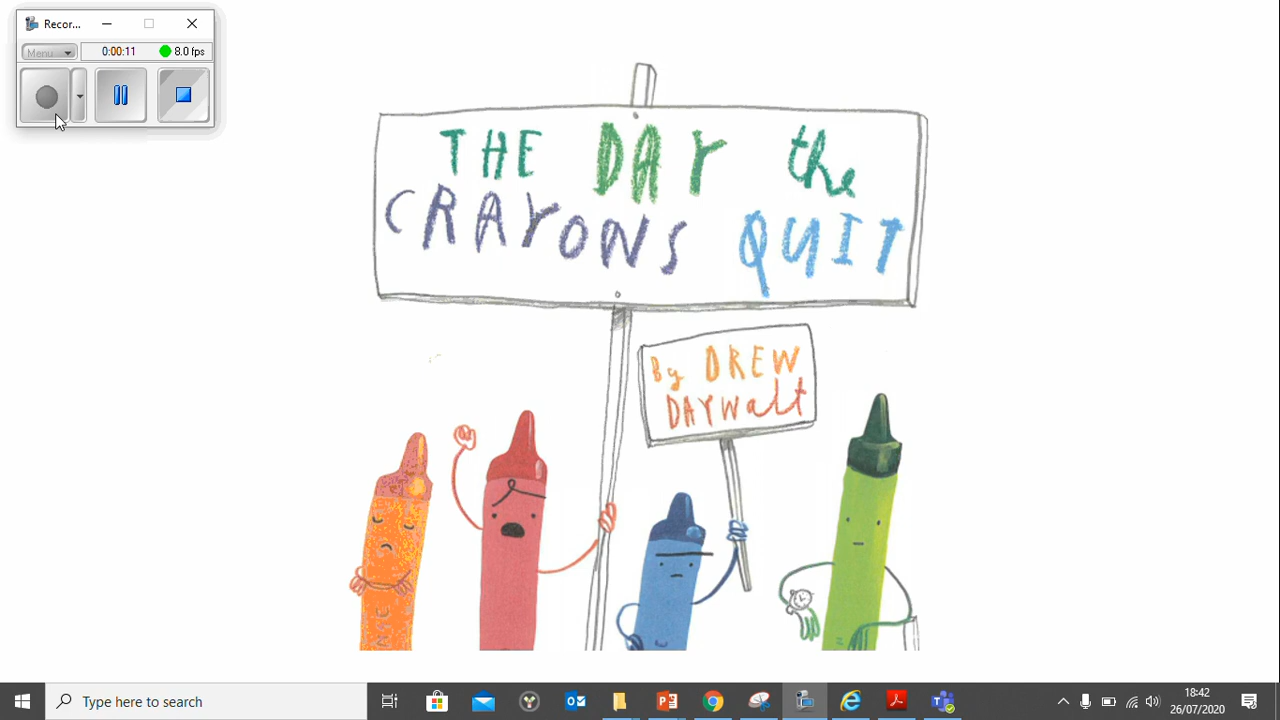 Recor...
Menu
0:00:11
8.0 fps
THE DAY the
CRAYONS QUIT
By DREW
DAYWalt
Type here to search
18:42
26/07/2020